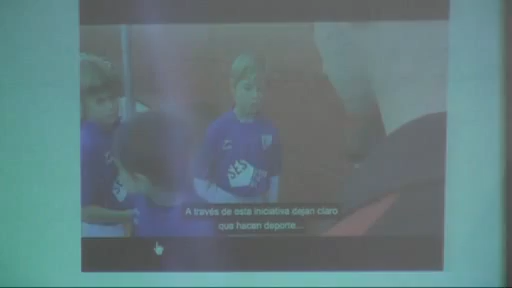 A través de esta iniciativa dejan claro
que hacen deporte...